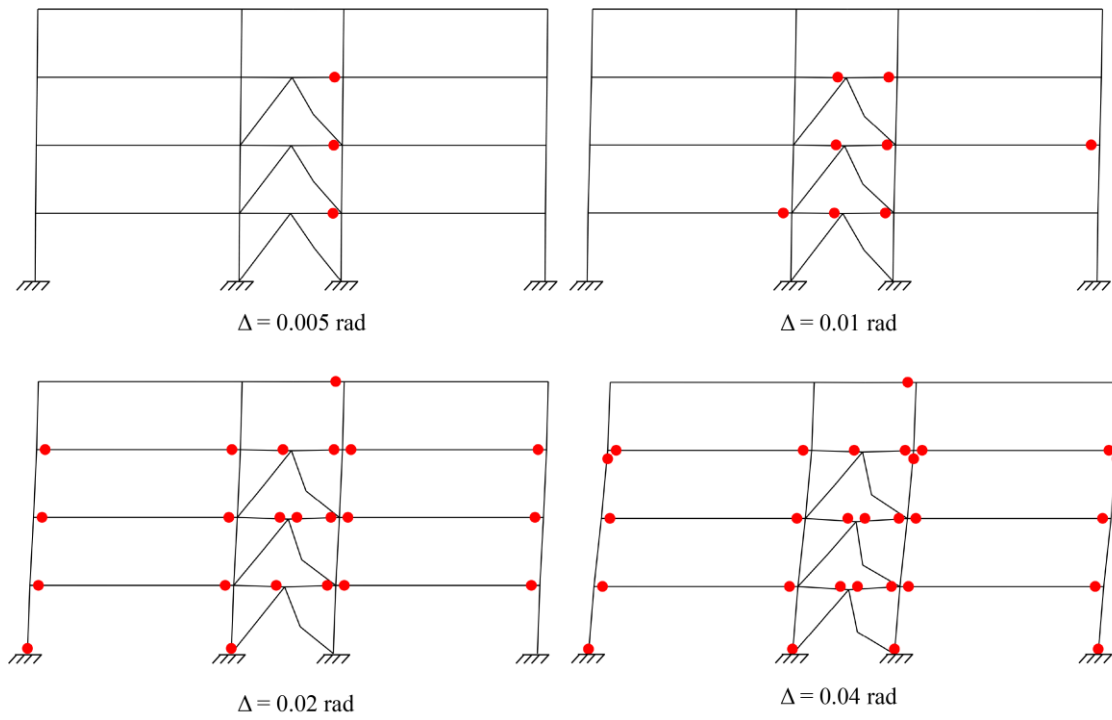 Δ = 0.005 rad
Δ = 0.01 rad
Δ = 0.02 rad
Δ = 0.04 rad